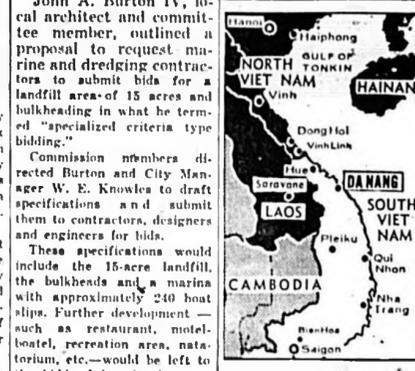 John A. Burton IV, lo-
cal architect and commit-
tee member, outlined a
proposal to request ma-
rine and dredging contrac-
tors to submit bids for a
landfill area of 15 acres and
bulkheading in what he term-
ed "specialized criteria type
bidding."
Commission members di-
rected Burton and City Man-
ager W. E. Knowles to draft
specifications and submit
them to contractors, designers
and engineers for bids.
These specifications would
include the 15-acre landfill,
the bulkheads and a marina
with approximately 240 boat
slips. Further development —
such as restaurant, motel-
boatel, recreation area, nata-
torium, etc.—would be left to
Hanoi
Haiphong
GULF OF
TONKIN
NORTH
VIET NAM
HAINAN
Vinh
Dong Hoi
Vinh Linh
Hue
DA NANG
Saravane
LAOS
SOUTH
VIET
NAM
Pleiku
Qui
Nhon
CAMBODIA
Nha
Trang
Bien Hoa
Saigon